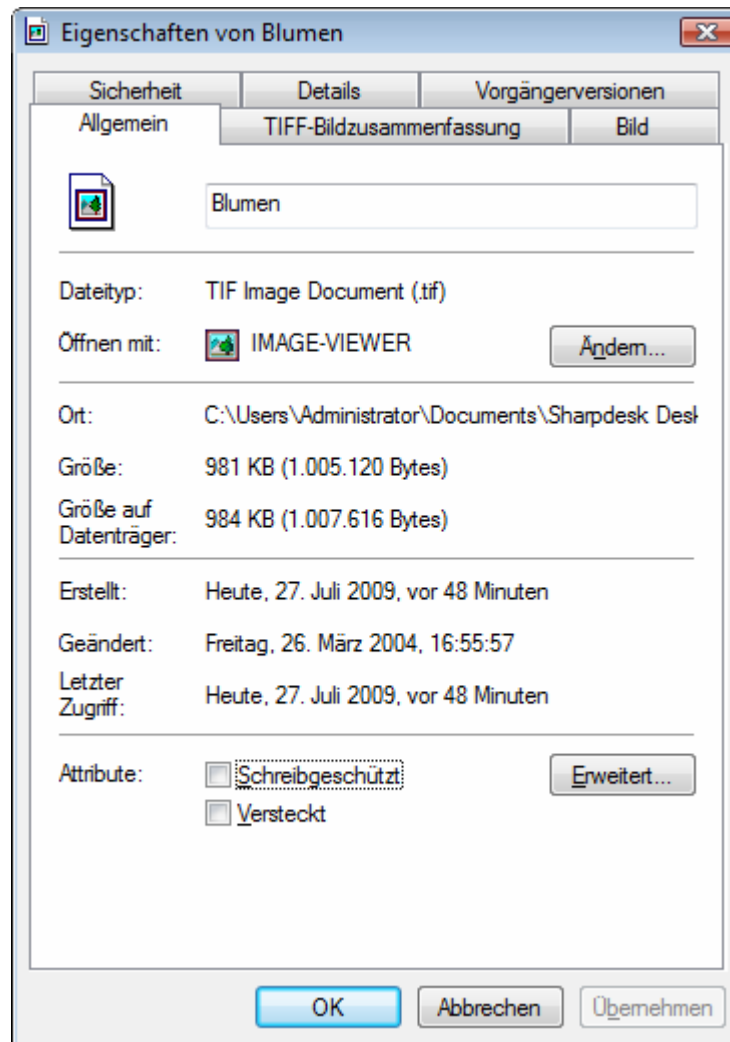 Eigenschaften von Blumen
Sicherheit Details Vorgängerversionen
Allgemein TIFF-Bildzusammenfassung Bild
Blumen
Dateityp: TIF Image Document (.tif)
Öffnen mit: IMAGE-VIEWER Ändern...
Ort: C:\Users\Administrator\Documents\Sharpdesk Desk
Größe: 981 KB (1.005.120 Bytes)
Größe auf
Datenträger: 984 KB (1.007.616 Bytes)
Erstellt: Heute, 27. Juli 2009, vor 48 Minuten
Geändert: Freitag, 26. März 2004, 16:55:57
Letzter
Zugriff: Heute, 27. Juli 2009, vor 48 Minuten
Attribute: Schreibgeschützt Erweitert...
Versteckt
OK Abbrechen Übernehmen